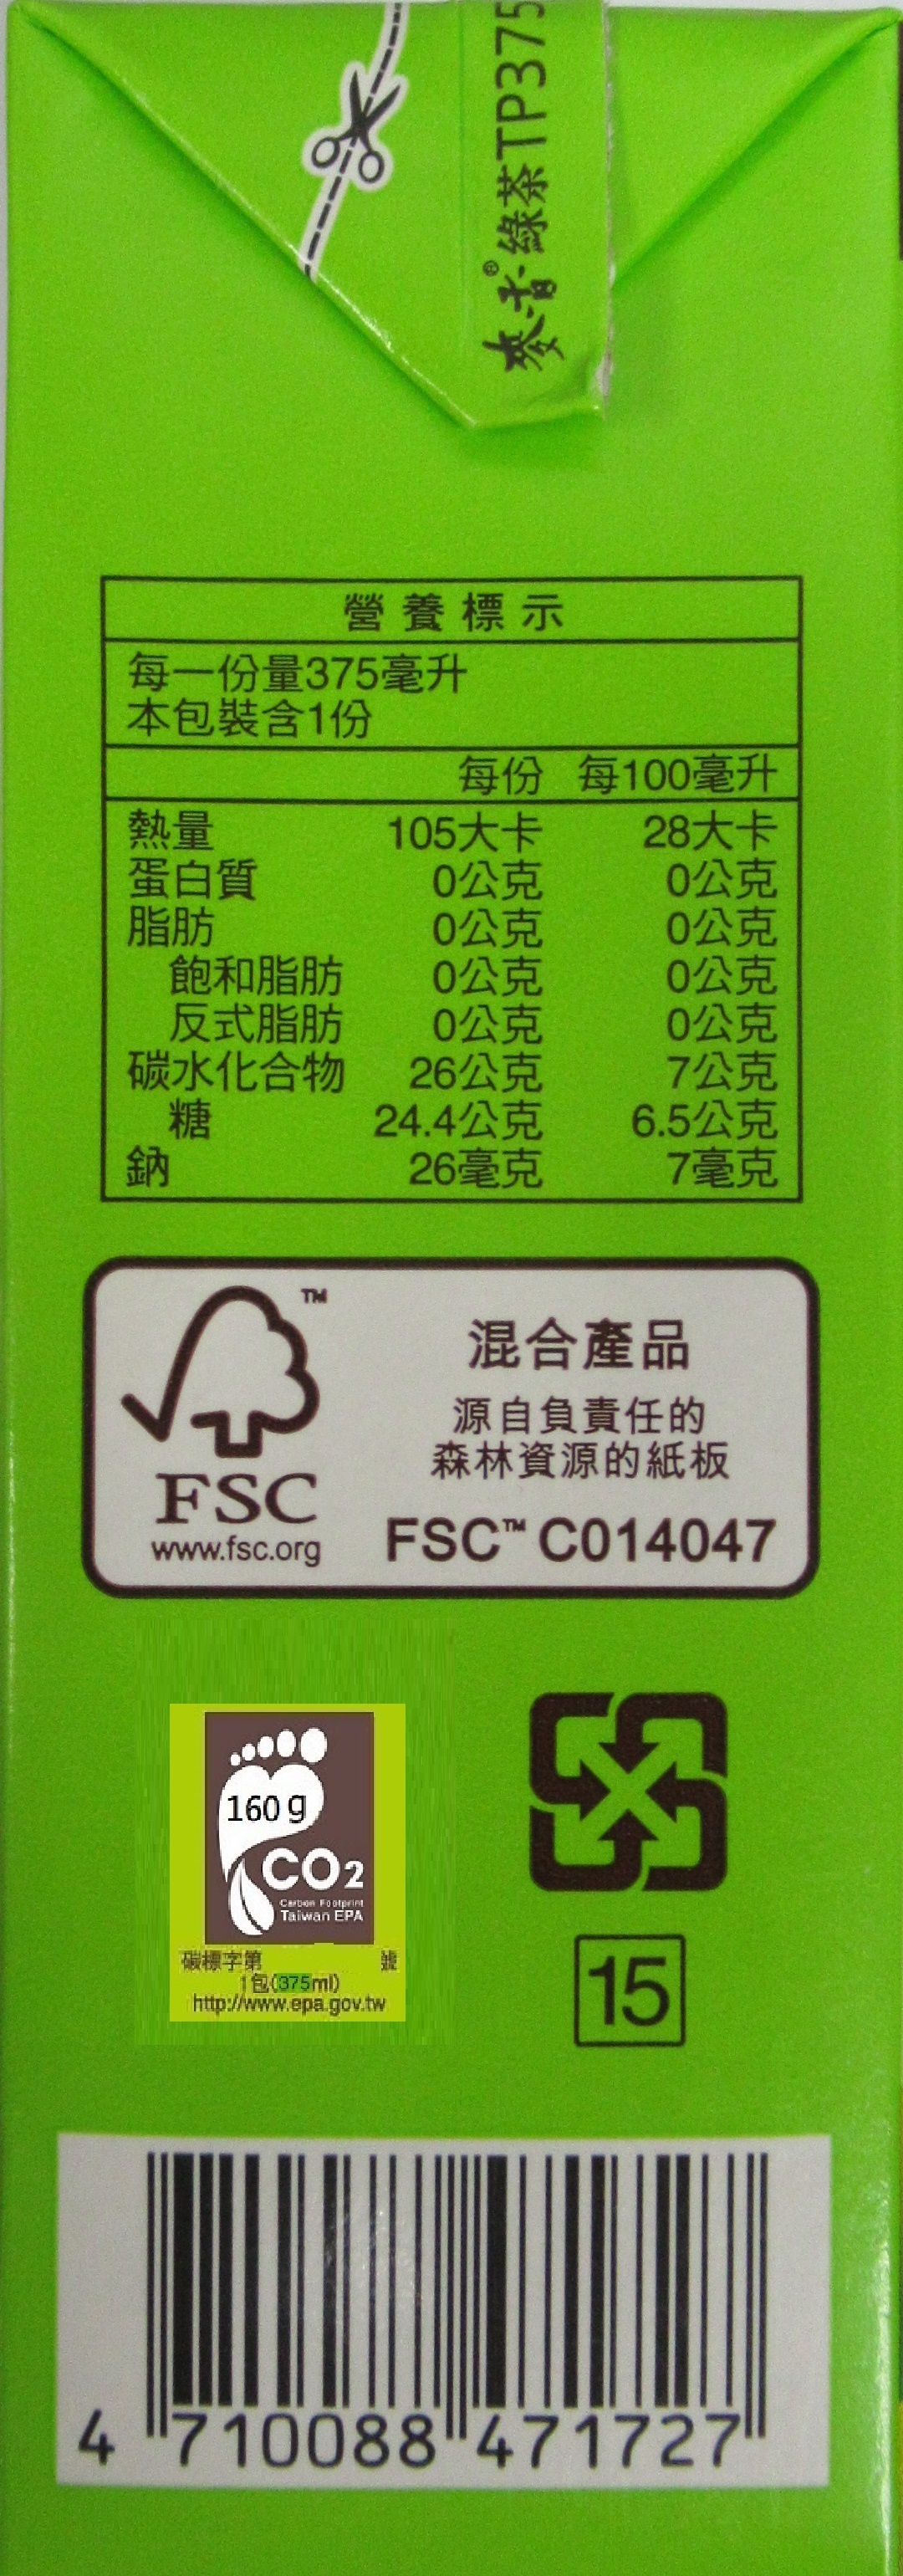 麥香®綠茶TP375
營養標示
每一份量375毫升
本包裝含1份
每份 每100毫升
熱量 105大卡 28大卡
蛋白質 0公克 0公克
脂肪 0公克 0公克
飽和脂肪 0公克 0公克
反式脂肪 0公克 0公克
碳水化合物 26公克 7公克
糖 24.4公克 6.5公克
鈉 26毫克 7毫克
TM
混合產品
源自負責任的
森林資源的紙板
FSC
www.fsc.org
FSC™ C014047
160g
CO2
Carbon Footprint
Taiwan EPA
碳標字第 號
1包(375ml)
http://www.epa.gov.tw
15
4 710088 471727